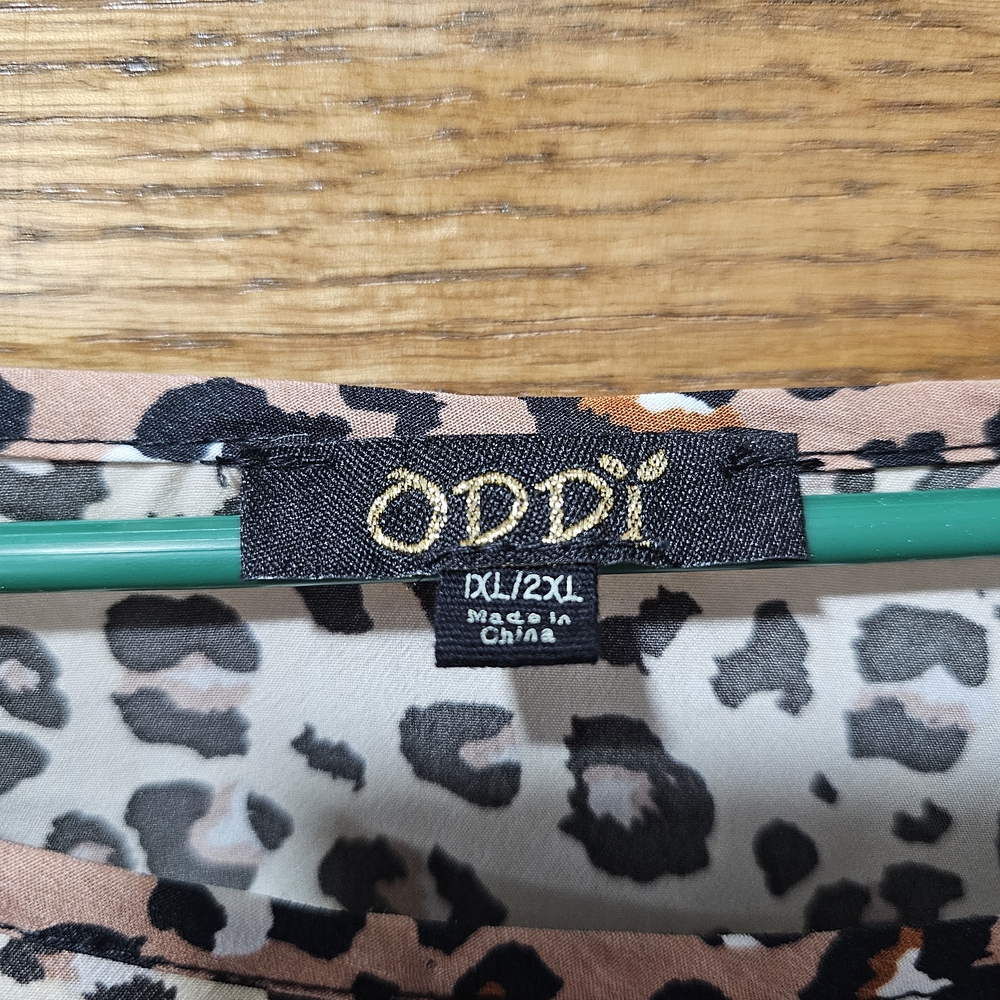 ODDI
1XL/2XL
Made in
China